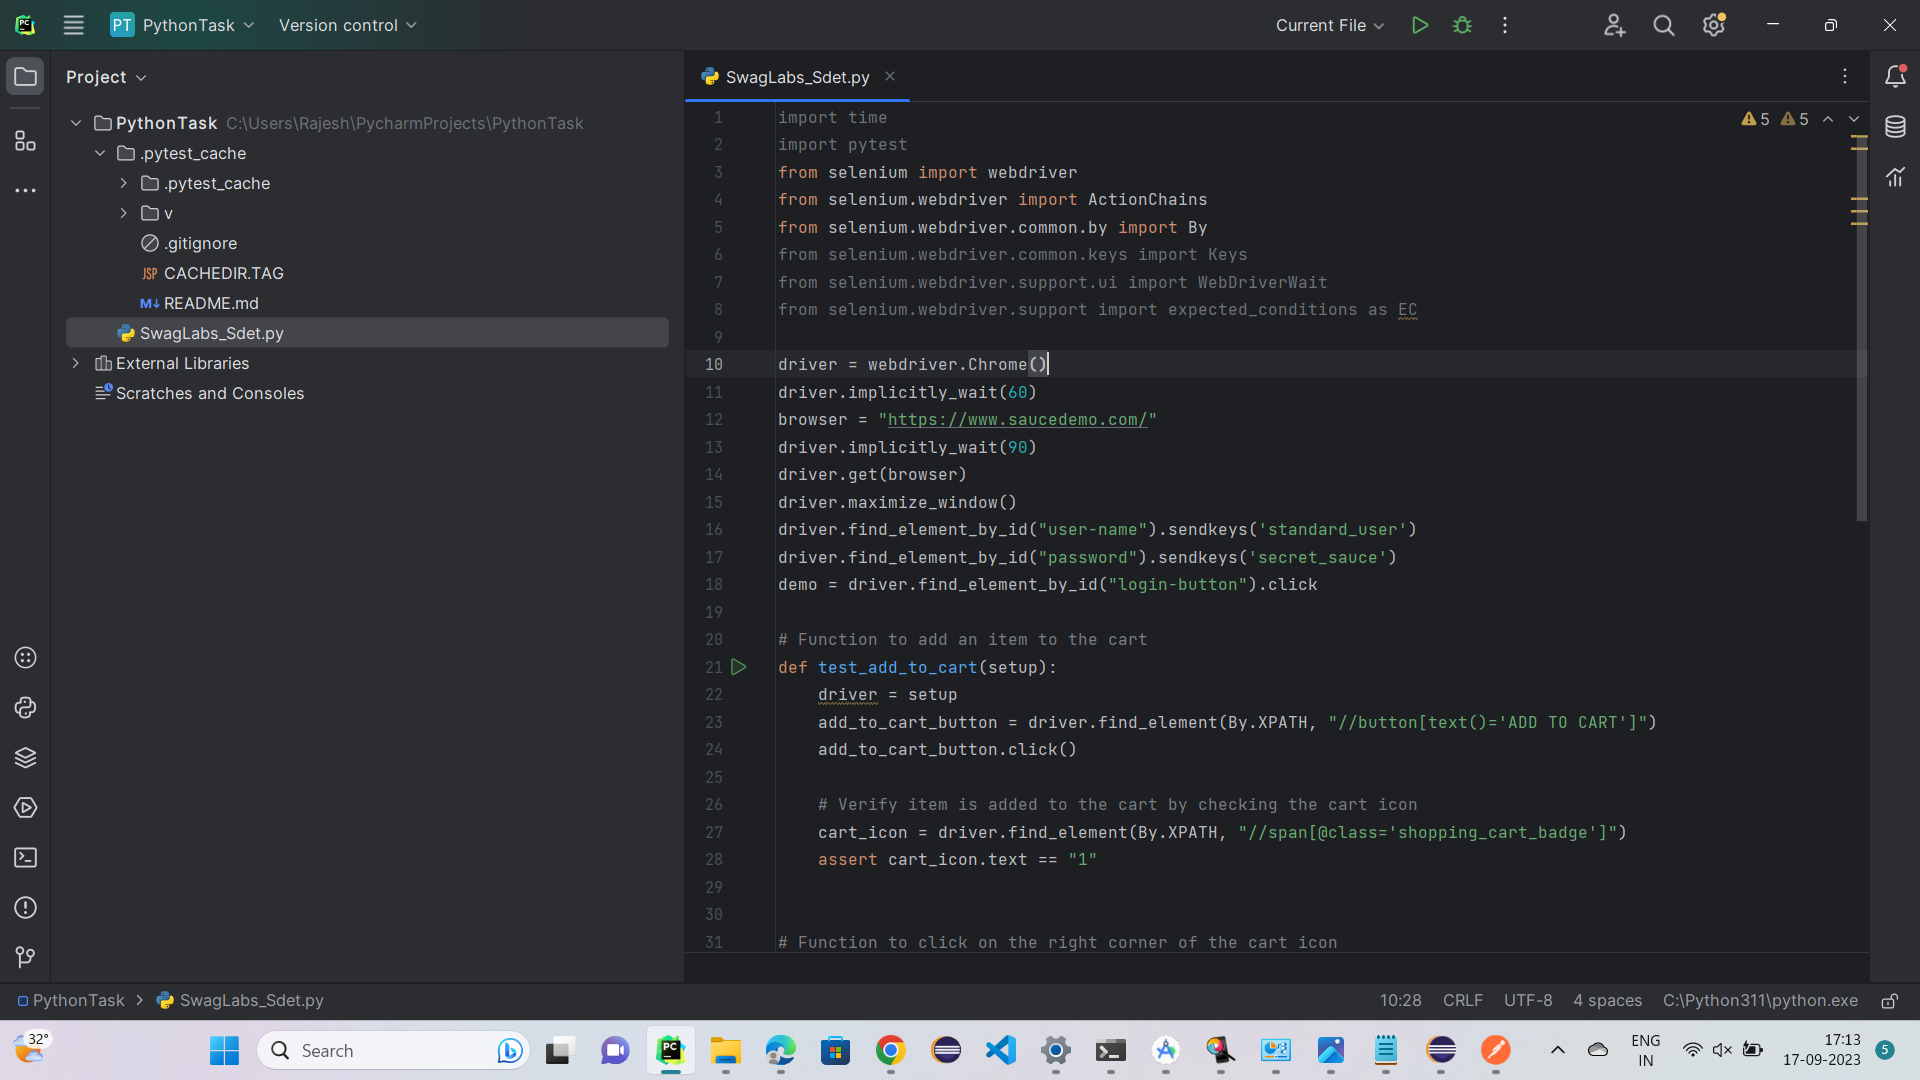 PC
PT PythonTask
Version control
Current File
Project
PythonTask C:\Users\Rajesh\PycharmProjects\PythonTask
.pytest_cache
.pytest_cache
v
.gitignore
JSP CACHEDIR.TAG
M↓ README.md
SwagLabs_Sdet.py
External Libraries
Scratches and Consoles
SwagLabs_Sdet.py
5 5
1 import time
2 import pytest
3 from selenium import webdriver
4 from selenium.webdriver import ActionChains
5 from selenium.webdriver.common.by import By
6 from selenium.webdriver.common.keys import Keys
7 from selenium.webdriver.support.ui import WebDriverWait
8 from selenium.webdriver.support import expected_conditions as EC
9
10 driver = webdriver.Chrome()
11 driver.implicitly_wait(60)
12 browser = "https://www.saucedemo.com/"
13 driver.implicitly_wait(90)
14 driver.get(browser)
15 driver.maximize_window()
16 driver.find_element_by_id("user-name").sendkeys('standard_user')
17 driver.find_element_by_id("password").sendkeys('secret_sauce')
18 demo = driver.find_element_by_id("login-button").click
19
20 # Function to add an item to the cart
21 def test_add_to_cart(setup):
22 driver = setup
23 add_to_cart_button = driver.find_element(By.XPATH, "//button[text()='ADD TO CART']")
24 add_to_cart_button.click()
25
26 # Verify item is added to the cart by checking the cart icon
27 cart_icon = driver.find_element(By.XPATH, "//span[@class='shopping_cart_badge']")
28 assert cart_icon.text == "1"
29
30
31 # Function to click on the right corner of the cart icon
PythonTask > SwagLabs_Sdet.py
10:28 CRLF UTF-8 4 spaces C:\Python311\python.exe
32°
Search
PC
ENG
IN
17:13
17-09-2023
5